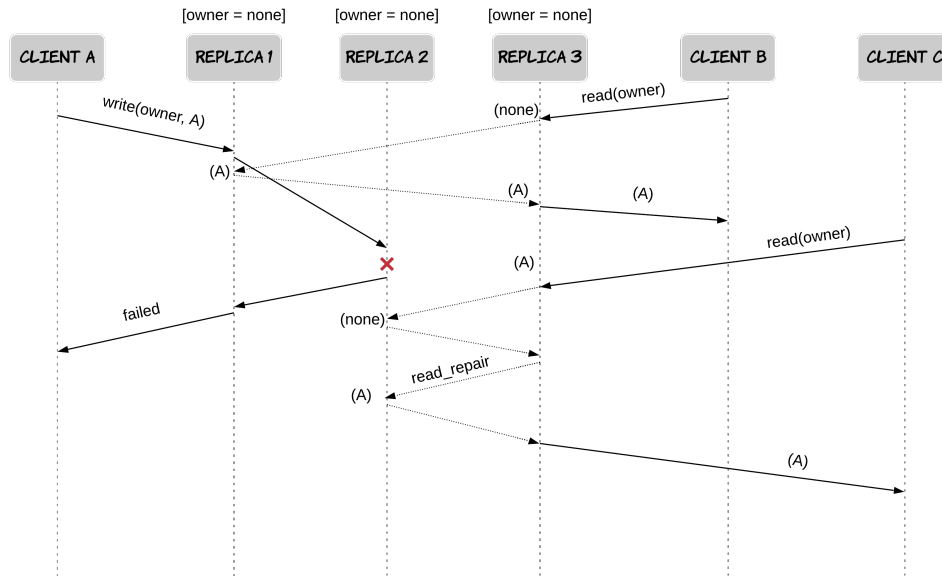 [owner = none] [owner = none] [owner = none]
CLIENT A REPLICA 1 REPLICA 2 REPLICA 3 CLIENT B CLIENT C
write(owner, A)
(none)
read(owner)
(A)
(A)
(A)
read(owner)
(A)
failed
(none)
read_repair
(A)
(A)